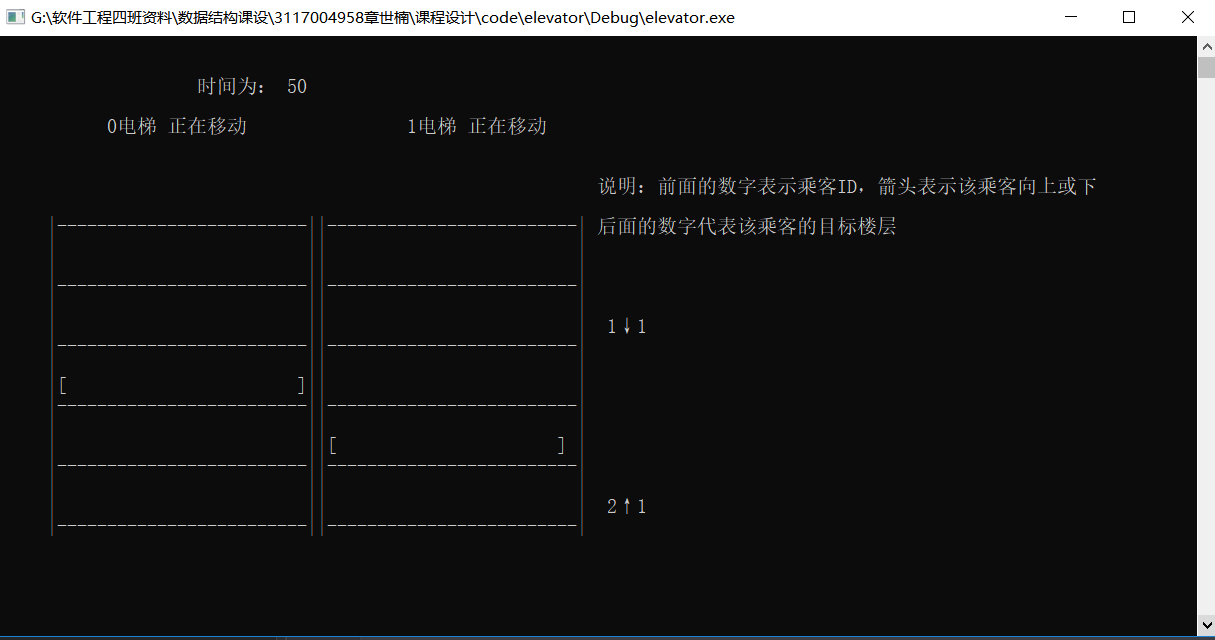 G:\软件工程四班资料\数据结构课设\3117004958章世楠\课程设计\code\elevator\Debug\elevator.exe
时间为： 50
0电梯 正在移动 1电梯 正在移动
说明：前面的数字表示乘客ID，箭头表示该乘客向上或下
后面的数字代表该乘客的目标楼层
1↓1
[ ]
[ ]
2↑1